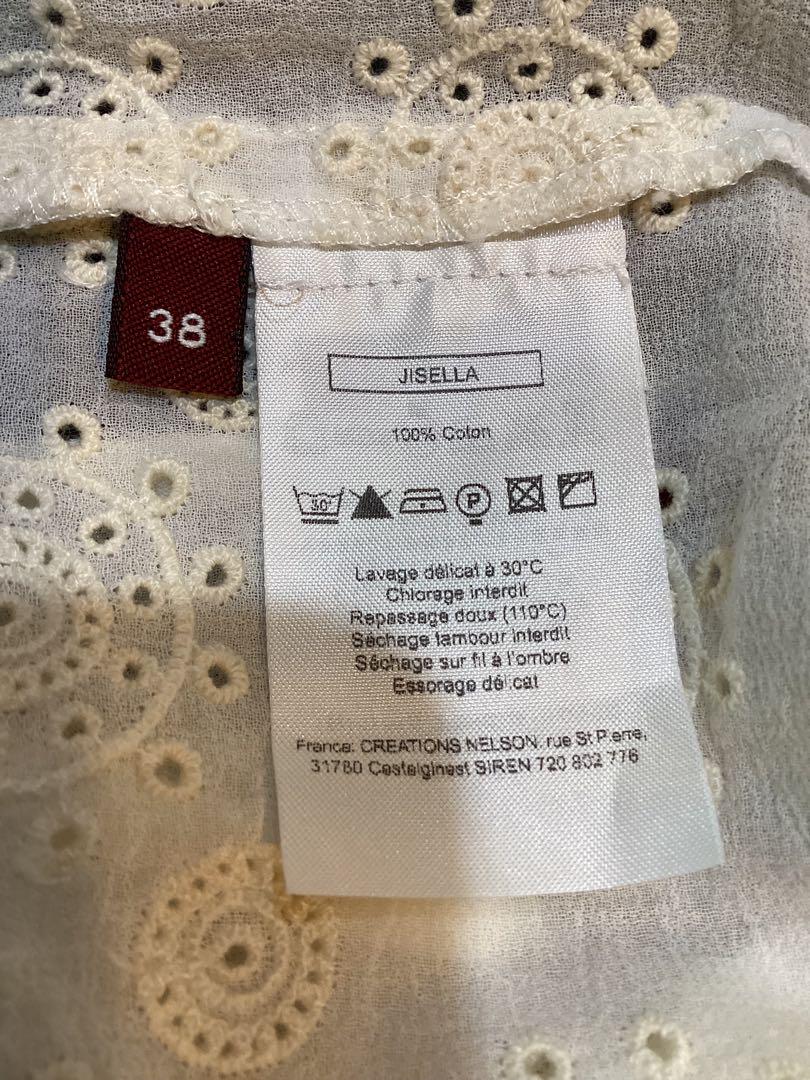 38
JISELLA
100% Coton
30°
P
Lavage délicat à 30°C
Chlorage interdit
Repassage doux (110°C)
Séchage tambour interdit
Séchage sur fil à l'ombre
Essorage délicat
France: CREATIONS NELSON, rue St Pierre,
31780 Castelginest SIREN 720 802 776